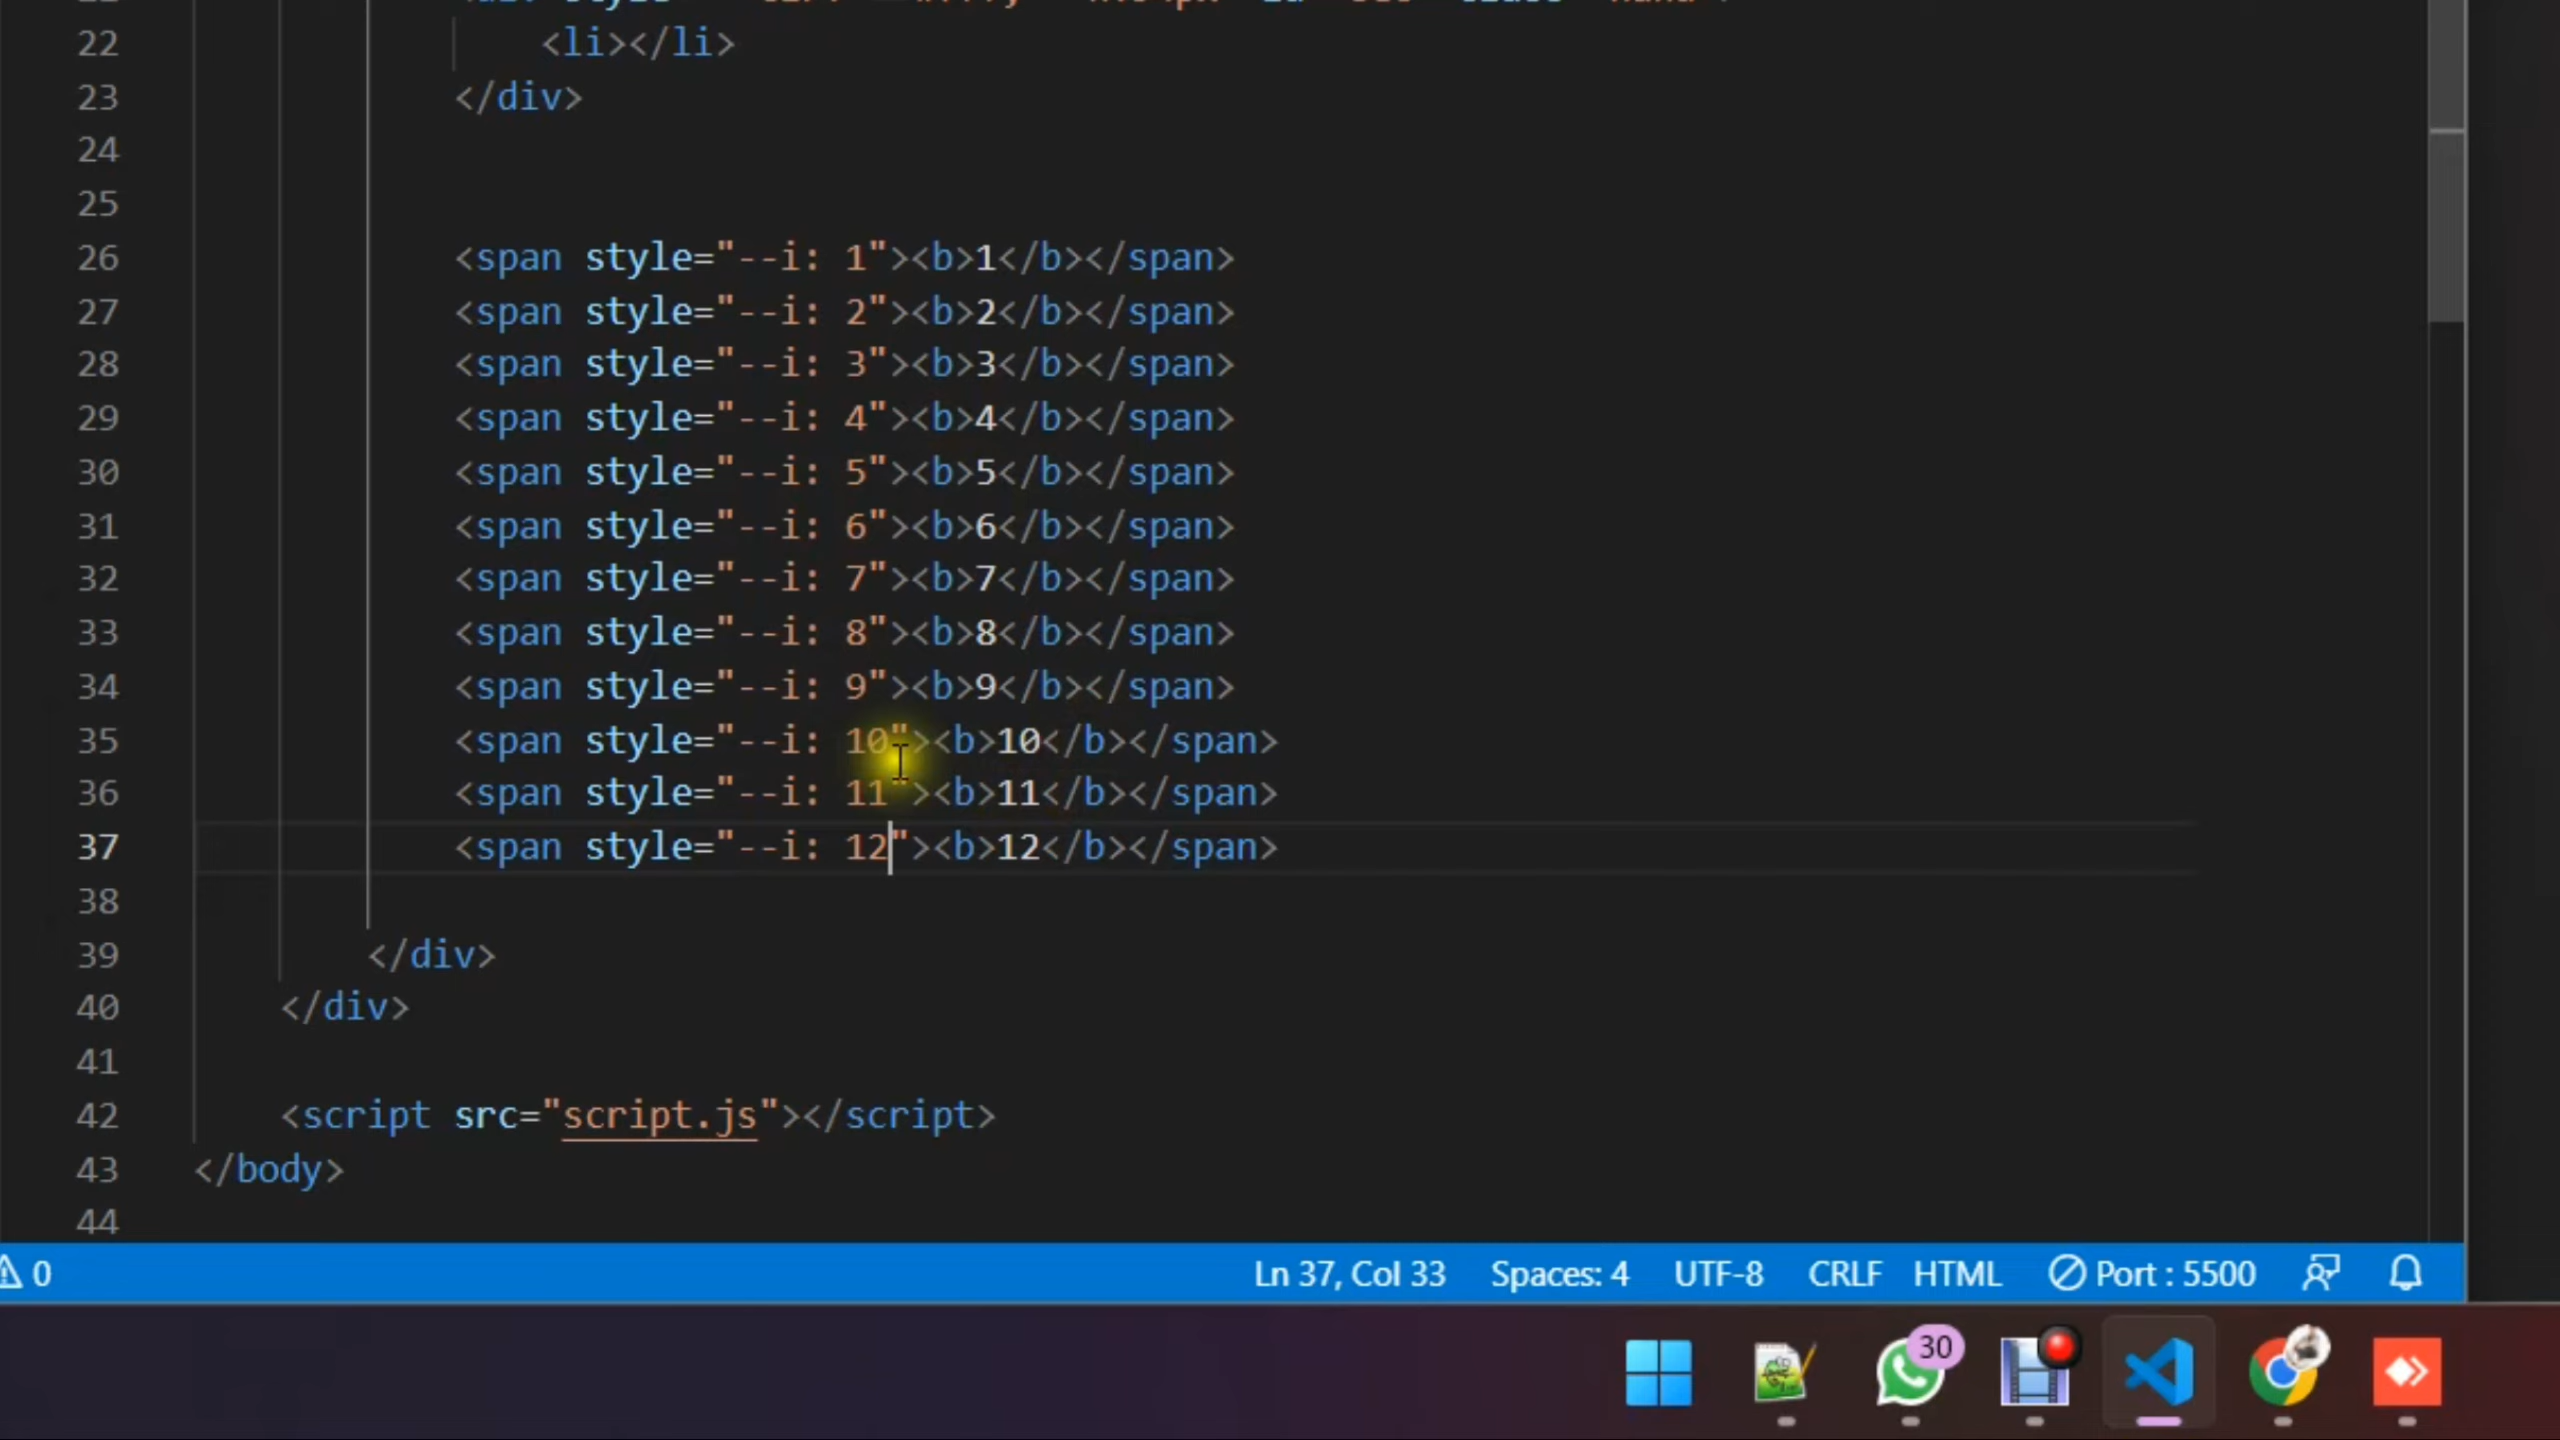 22 <li></li>
23 </div>
24
25
26 <span style="--i: 1"><b>1</b></span>
27 <span style="--i: 2"><b>2</b></span>
28 <span style="--i: 3"><b>3</b></span>
29 <span style="--i: 4"><b>4</b></span>
30 <span style="--i: 5"><b>5</b></span>
31 <span style="--i: 6"><b>6</b></span>
32 <span style="--i: 7"><b>7</b></span>
33 <span style="--i: 8"><b>8</b></span>
34 <span style="--i: 9"><b>9</b></span>
35 <span style="--i: 10"><b>10</b></span>
36 <span style="--i: 11"><b>11</b></span>
37 <span style="--i: 12"><b>12</b></span>
38
39 </div>
40 </div>
41
42 <script src="script.js"></script>
43 </body>
44
0 Ln 37, Col 33 Spaces: 4 UTF-8 CRLF HTML Port : 5500
30